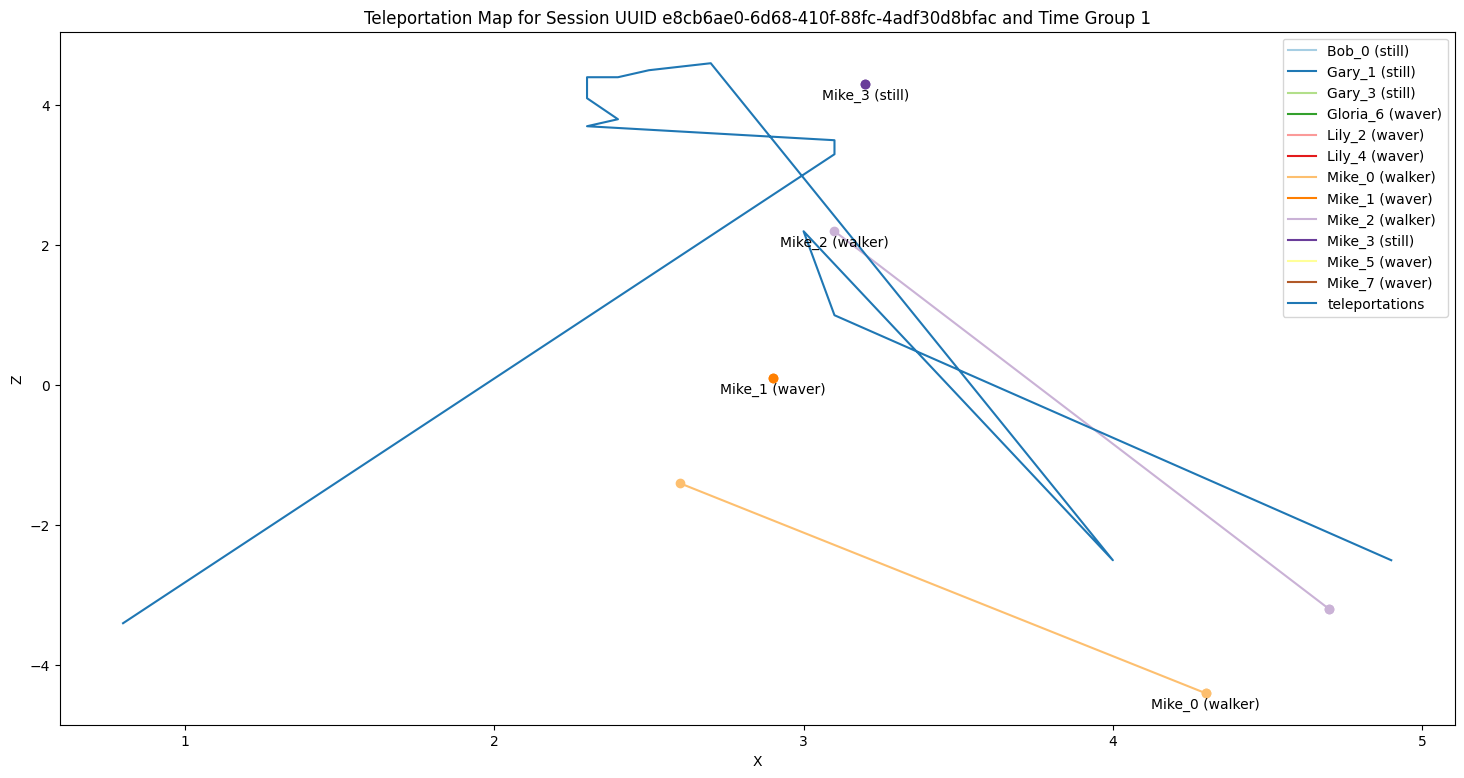 Teleportation Map for Session UUID e8cb6ae0-6d68-410f-88fc-4adf30d8bfac and Time Group 1
Bob_0 (still)
Gary_1 (still)
Gary_3 (still)
Gloria_6 (waver)
Lily_2 (waver)
Lily_4 (waver)
Mike_0 (walker)
Mike_1 (waver)
Mike_2 (walker)
Mike_3 (still)
Mike_5 (waver)
Mike_7 (waver)
teleportations
Mike_3 (still)
Mike_2 (walker)
Mike_1 (waver)
Mike_0 (walker)
Z
4
2
0
−2
−4
1
2
3
4
5
X